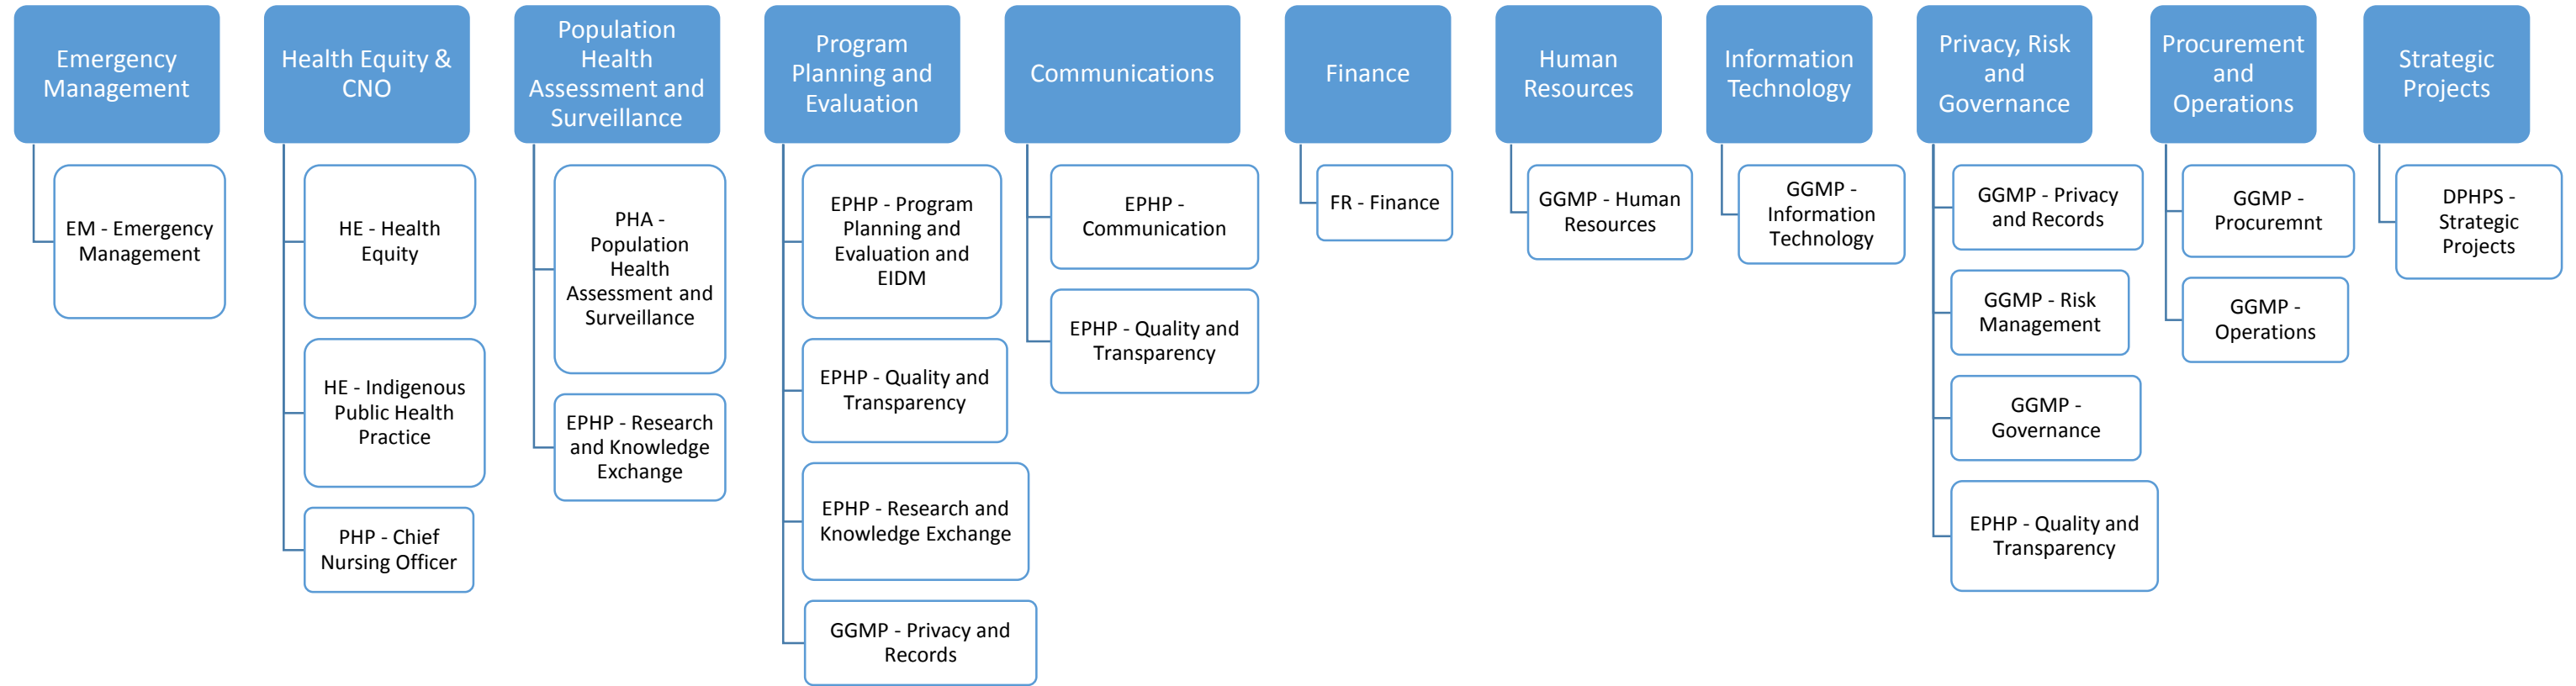 Emergency
Management
EM - Emergency
Management
Health Equity &
CNO
HE - Health
Equity
HE - Indigenous
Public Health
Practice
PHP - Chief
Nursing Officer
Population
Health
Assessment and
Surveillance
PHA -
Population
Health
Assessment and
Surveillance
EPHP - Research
and Knowledge
Exchange
Program
Planning and
Evaluation
EPHP - Program
Planning and
Evaluation and
EIDM
EPHP - Quality and
Transparency
EPHP - Research and
Knowledge Exchange
GGMP - Privacy and
Records
Communications
EPHP -
Communication
EPHP - Quality and
Transparency
Finance
FR - Finance
Human
Resources
GGMP - Human
Resources
Information
Technology
GGMP -
Information
Technology
Privacy, Risk
and
Governance
GGMP - Privacy
and Records
GGMP - Risk
Management
GGMP -
Governance
EPHP - Quality and
Transparency
Procurement
and
Operations
GGMP -
Procuremnt
GGMP -
Operations
Strategic
Projects
DPHPS -
Strategic
Projects